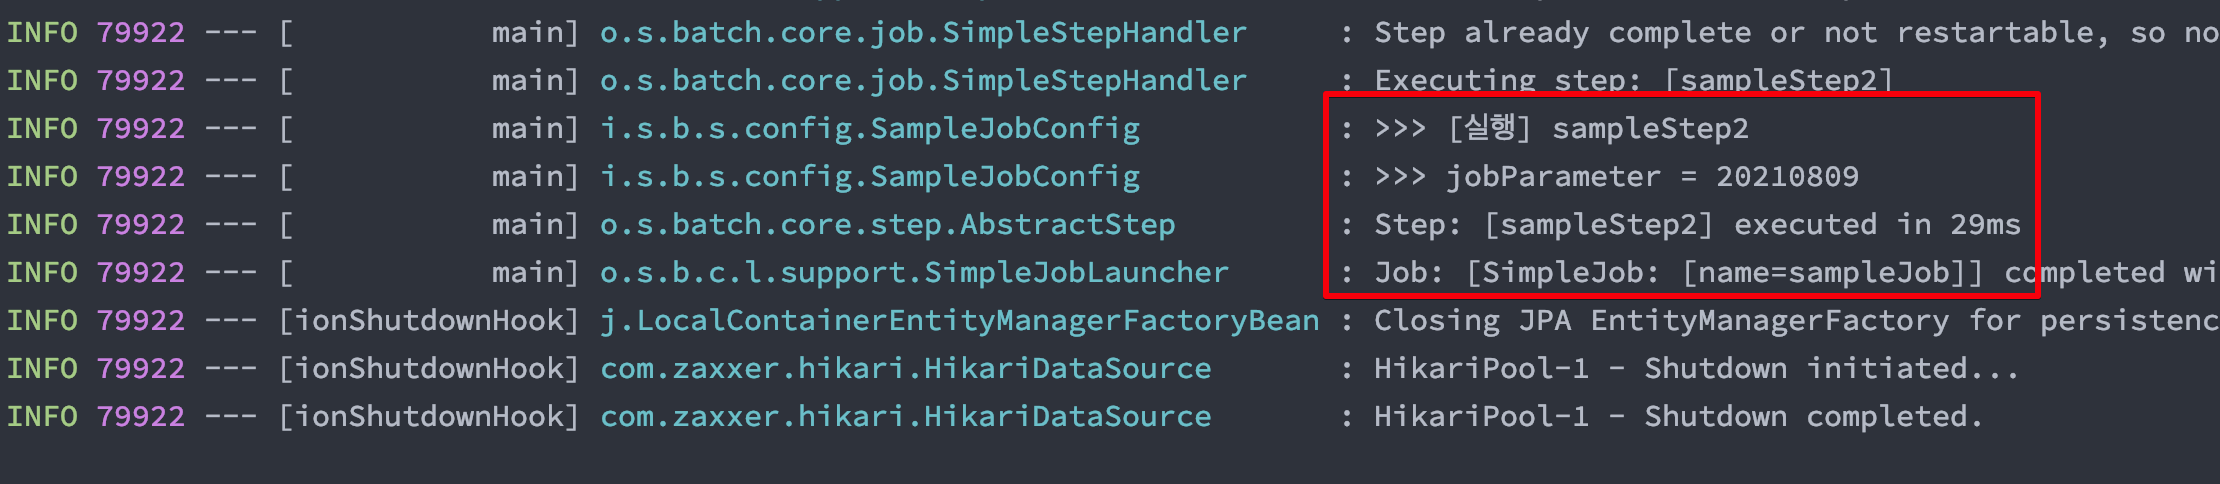 INFO 79922 --- [           main] o.s.batch.core.job.SimpleStepHandler     : Step already complete or not restartable, so no
INFO 79922 --- [           main] o.s.batch.core.job.SimpleStepHandler     : Executing step: [sampleStep2]
INFO 79922 --- [           main] i.s.b.s.config.SampleJobConfig           : >>> [실행] sampleStep2
INFO 79922 --- [           main] i.s.b.s.config.SampleJobConfig           : >>> jobParameter = 20210809
INFO 79922 --- [           main] o.s.batch.core.step.AbstractStep         : Step: [sampleStep2] executed in 29ms
INFO 79922 --- [           main] o.s.b.c.l.support.SimpleJobLauncher      : Job: [SimpleJob: [name=sampleJob]] completed wi
INFO 79922 --- [ionShutdownHook] j.LocalContainerEntityManagerFactoryBean : Closing JPA EntityManagerFactory for persistenc
INFO 79922 --- [ionShutdownHook] com.zaxxer.hikari.HikariDataSource       : HikariPool-1 - Shutdown initiated...
INFO 79922 --- [ionShutdownHook] com.zaxxer.hikari.HikariDataSource       : HikariPool-1 - Shutdown completed.